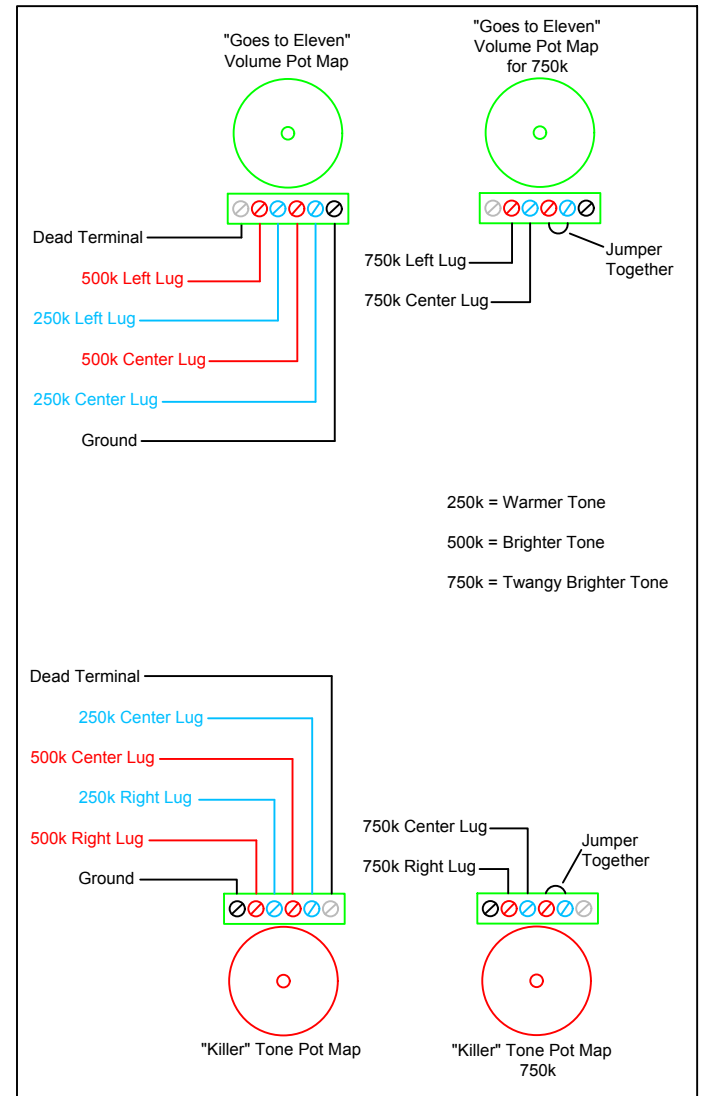 "Goes to Eleven"
Volume Pot Map
"Goes to Eleven"
Volume Pot Map
for 750k
Dead Terminal
500k Left Lug
250k Left Lug
500k Center Lug
250k Center Lug
Ground
750k Left Lug
750k Center Lug
Jumper
Together
250k = Warmer Tone
500k = Brighter Tone
750k = Twangy Brighter Tone
Dead Terminal
250k Center Lug
500k Center Lug
250k Right Lug
500k Right Lug
Ground
750k Center Lug
750k Right Lug
Jumper
Together
"Killer" Tone Pot Map
"Killer" Tone Pot Map
750k